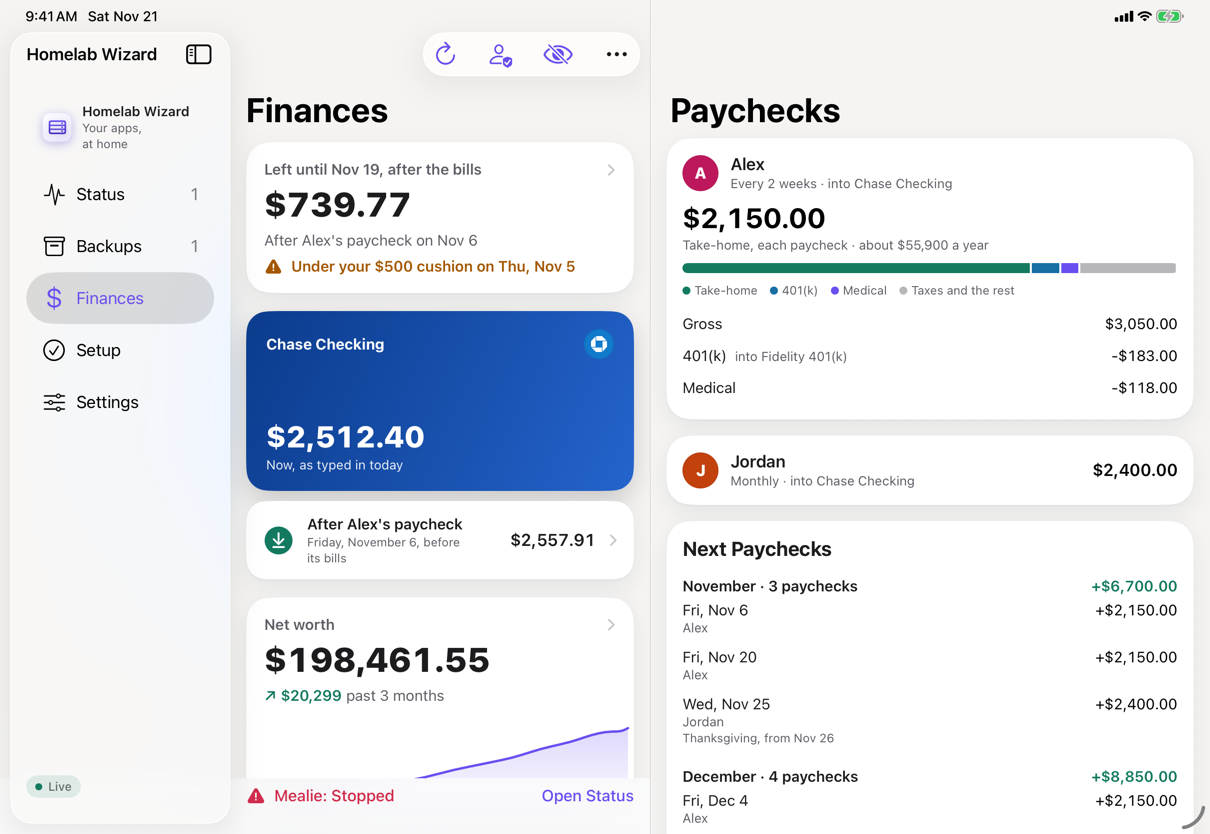 9:41 AM Sat Nov 21
Homelab Wizard
Homelab Wizard
Your apps,
at home
Status 1
Backups 1
Finances
Setup
Settings
Live
Finances
Left until Nov 19, after the bills
$739.77
After Alex's paycheck on Nov 6
Under your $500 cushion on Thu, Nov 5
Chase Checking
$2,512.40
Now, as typed in today
After Alex's paycheck
Friday, November 6, before
its bills
$2,557.91
Net worth
$198,461.55
$20,299 past 3 months
Mealie: Stopped Open Status
Paychecks
A
Alex
Every 2 weeks · into Chase Checking
$2,150.00
Take-home, each paycheck · about $55,900 a year
Take-home 401(k) Medical Taxes and the rest
Gross $3,050.00
401(k) into Fidelity 401(k) -$183.00
Medical -$118.00
J
Jordan
Monthly · into Chase Checking
$2,400.00
Next Paychecks
November · 3 paychecks +$6,700.00
Fri, Nov 6 +$2,150.00
Alex
Fri, Nov 20 +$2,150.00
Alex
Wed, Nov 25 +$2,400.00
Jordan
Thanksgiving, from Nov 26
December · 4 paychecks +$8,850.00
Fri, Dec 4 +$2,150.00
Alex